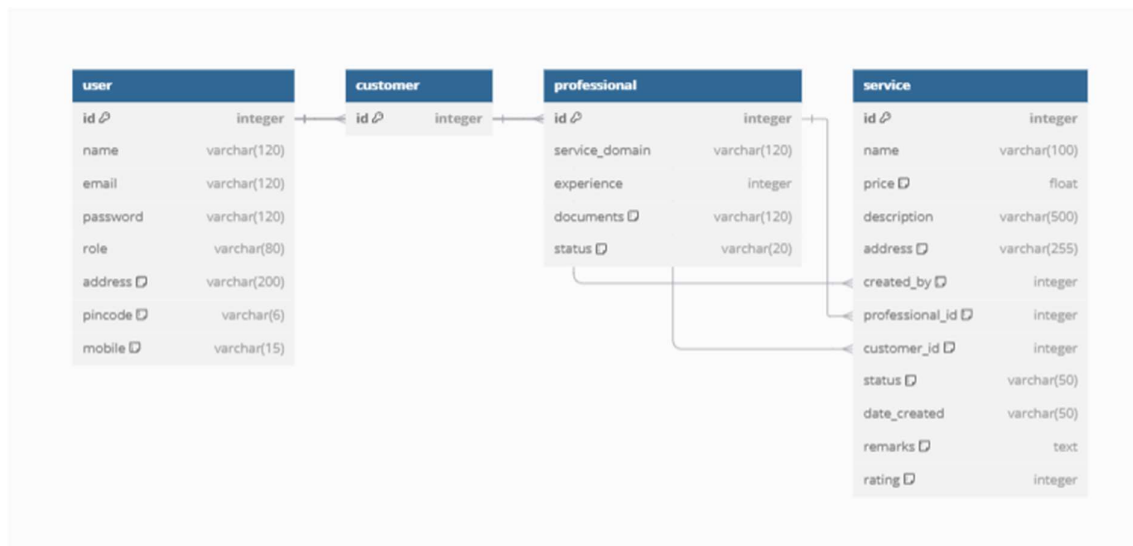 user
id integer
name varchar(120)
email varchar(120)
password varchar(120)
role varchar(80)
address varchar(200)
pincode varchar(6)
mobile varchar(15)
customer
id integer
professional
id integer
service_domain varchar(120)
experience integer
documents varchar(120)
status varchar(20)
service
id integer
name varchar(100)
price float
description varchar(500)
address varchar(255)
created_by integer
professional_id integer
customer_id integer
status varchar(50)
date_created varchar(50)
remarks text
rating integer